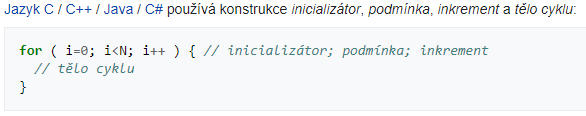 Jazyk C / C++ / Java / C# používá konstrukce inicializátor, podmínka, inkrement a tělo cyklu:
for ( i=0; i<N; i++ ) { // inicializátor; podmínka; inkrement
  // tělo cyklu
}